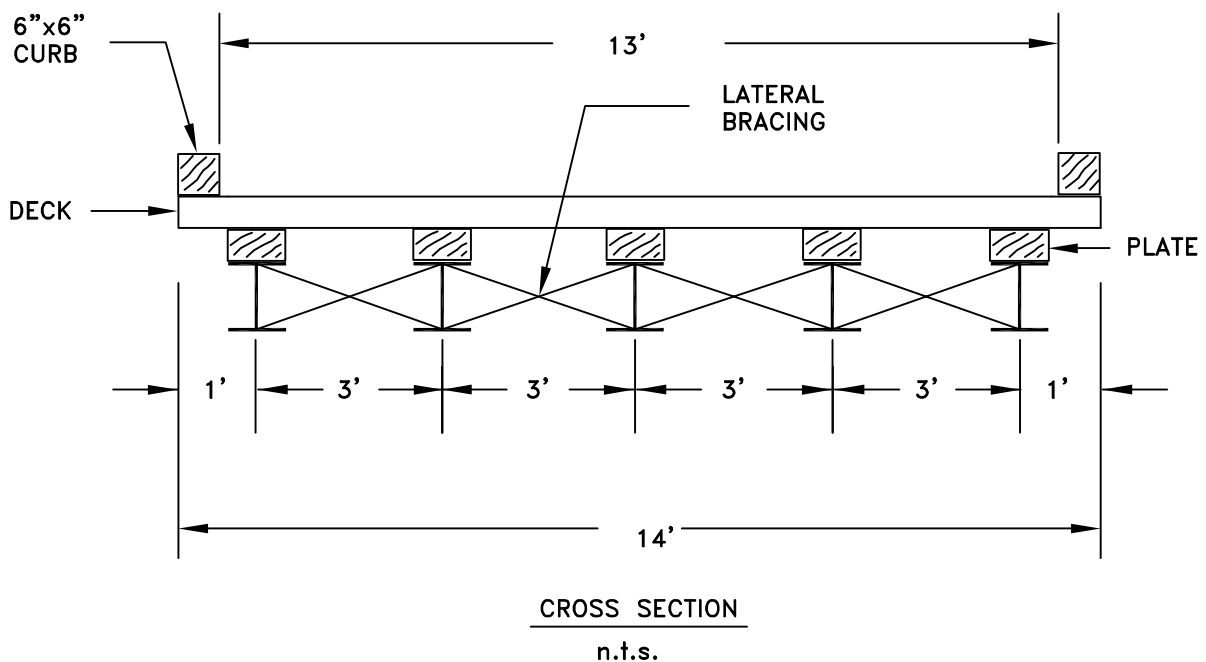 6”x6”
CURB
13’
LATERAL
BRACING
DECK
PLATE
1’ 3’ 3’ 3’ 3’ 1’
14’
CROSS SECTION
n.t.s.